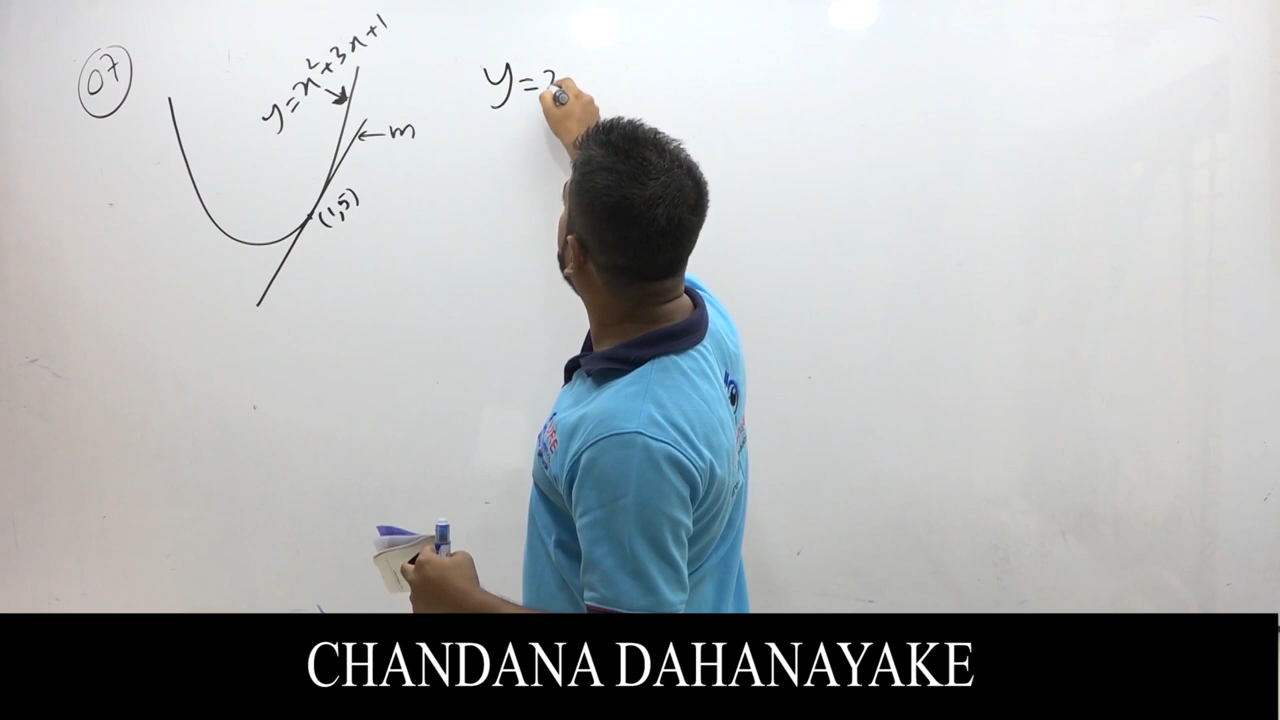 07
y=x²+3x+1
m
(1,5)
y=
CHANDANA DAHANAYAKE